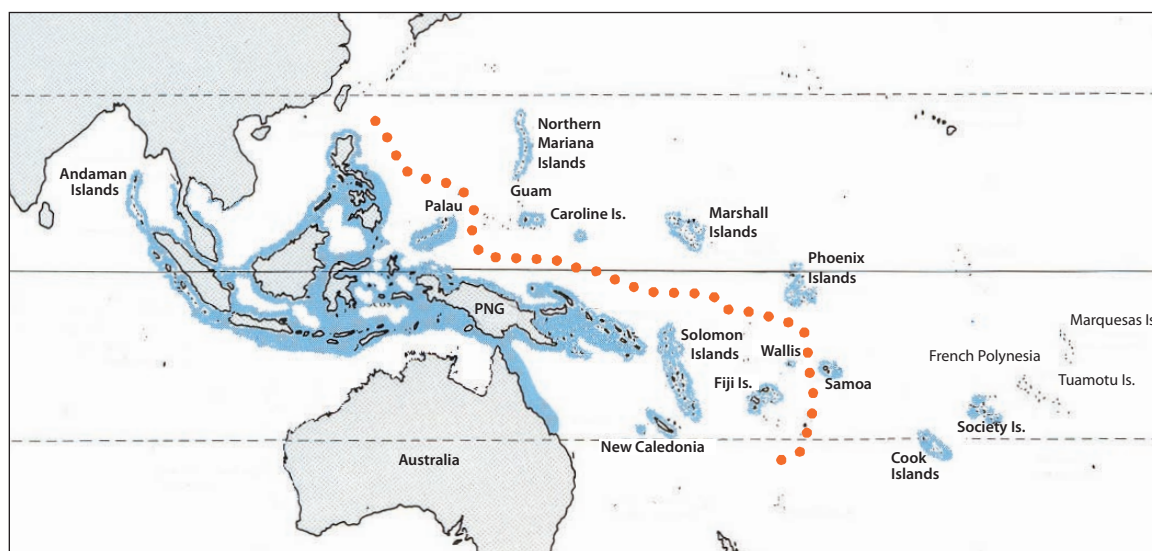 Northern
Mariana
Islands
Andaman
Islands
Guam
Palau
Caroline Is.
Marshall
Islands
Phoenix
Islands
PNG
Solomon
Islands
Wallis
Marquesas Is
French Polynesia
Tuamotu Is.
Fiji Is.
Samoa
Society Is.
New Caledonia
Cook
Islands
Australia